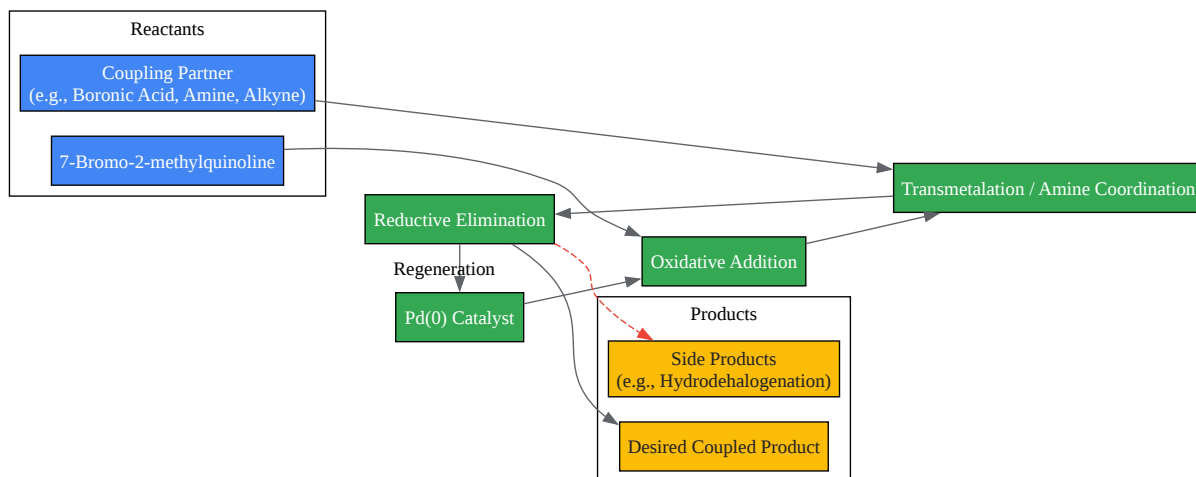 Reactants
Coupling Partner
(e.g., Boronic Acid, Amine, Alkyne)
7-Bromo-2-methylquinoline
Transmetalation / Amine Coordination
Reductive Elimination
Oxidative Addition
Regeneration
Pd(0) Catalyst
Products
Side Products
(e.g., Hydrodehalogenation)
Desired Coupled Product